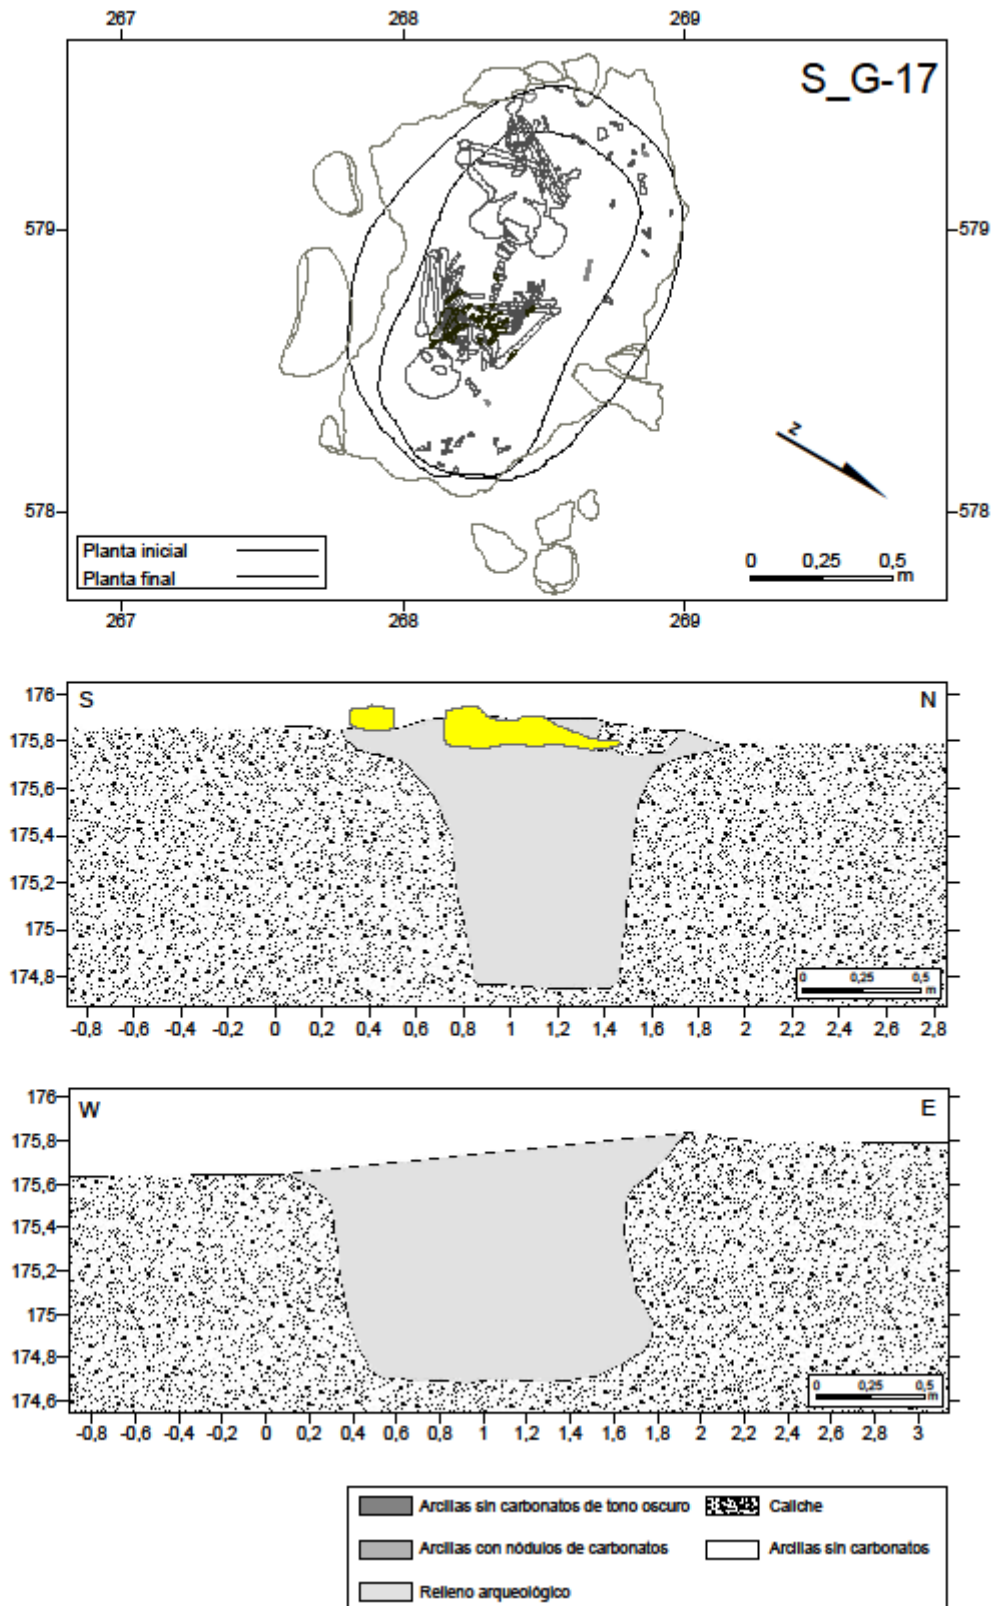 267 268 269
S_G-17
579 579
z
578 578
Planta inicial
Planta final
0 0,25 0,5
m
267 268 269
S N
176
175,8
175,6
175,4
175,2
175
174,8
0 0,25 0,5
m
-0,8 -0,6 -0,4 -0,2 0 0,2 0,4 0,6 0,8 1 1,2 1,4 1,6 1,8 2 2,2 2,4 2,6 2,8
W E
176
175,8
175,6
175,4
175,2
175
174,8
174,6
0 0,25 0,5
m
-0,8 -0,6 -0,4 -0,2 0 0,2 0,4 0,6 0,8 1 1,2 1,4 1,6 1,8 2 2,2 2,4 2,6 2,8 3
Arcillas sin carbonatos de tono oscuro Caliche
Arcillas con nódulos de carbonatos Arcillas sin carbonatos
Relleno arqueológico